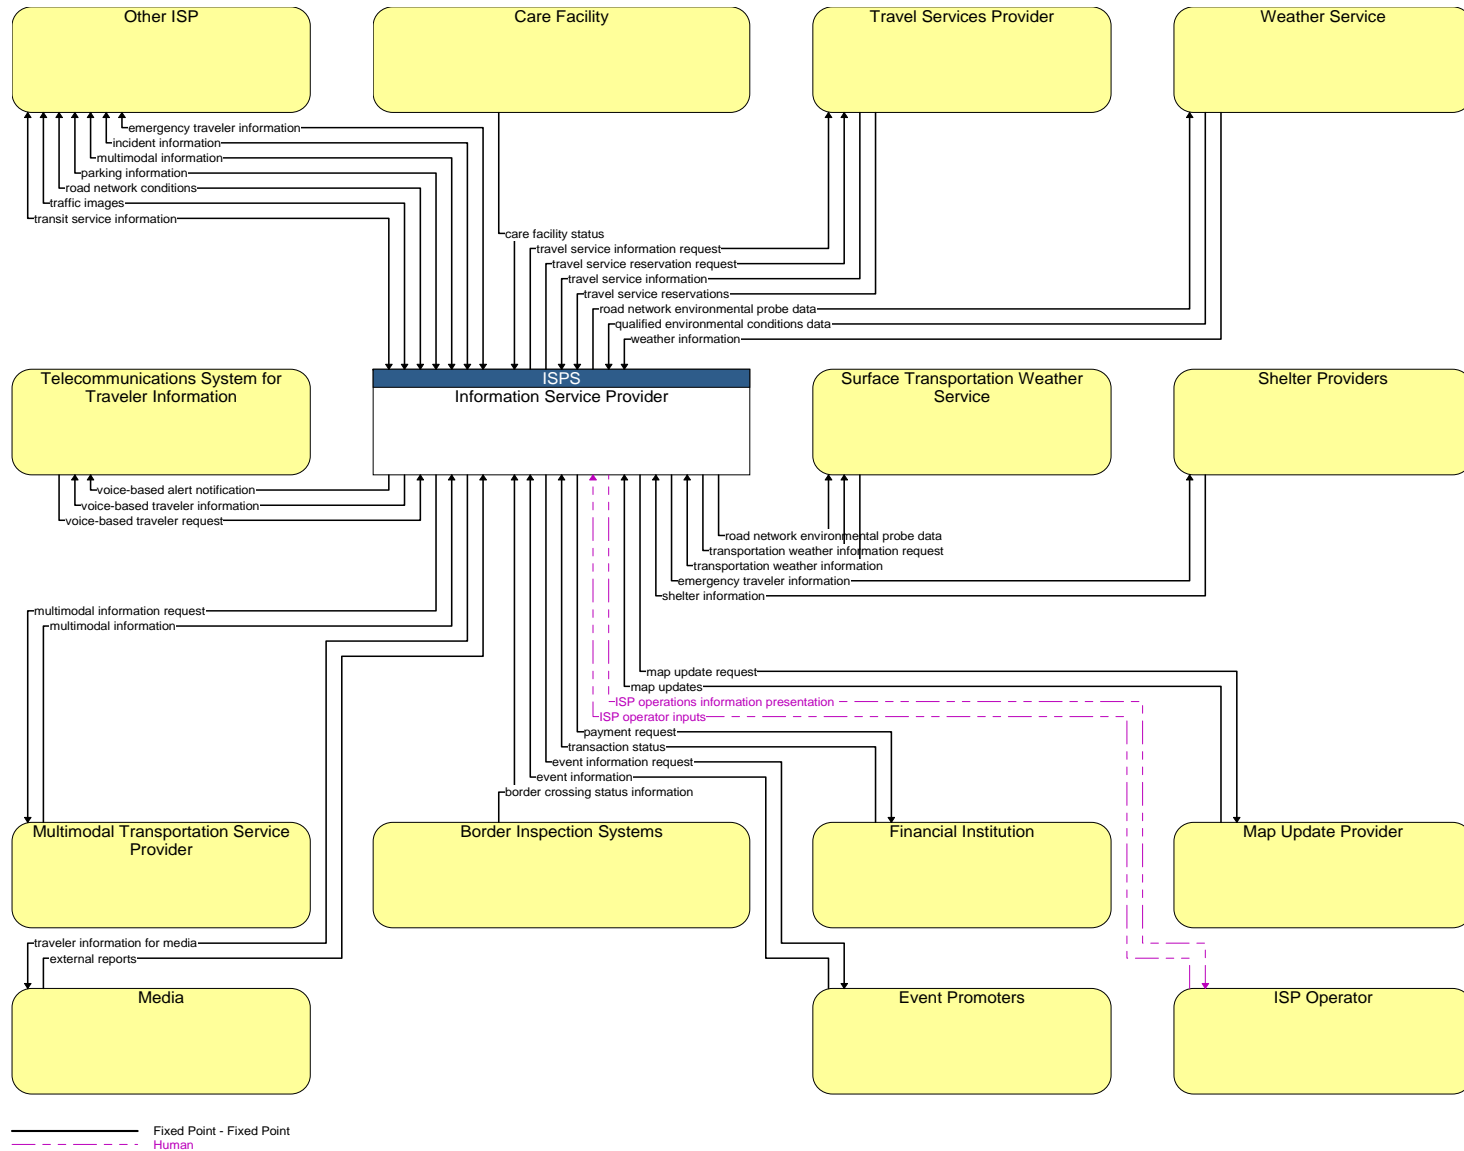 Other ISP
Care Facility
Travel Services Provider
Weather Service
emergency traveler information
incident information
multimodal information
parking information
road network conditions
traffic images
transit service information
care facility status
travel service information request
travel service reservation request
travel service information
travel service reservations
road network environmental probe data
qualified environmental conditions data
weather information
Telecommunications System for
Traveler Information
ISPS
Information Service Provider
Surface Transportation Weather
Service
Shelter Providers
voice-based alert notification
voice-based traveler information
voice-based traveler request
road network environmental probe data
transportation weather information request
transportation weather information
emergency traveler information
shelter information
multimodal information request
multimodal information
map update request
map updates
ISP operations information presentation
ISP operator inputs
payment request
transaction status
event information request
event information
border crossing status information
Multimodal Transportation Service
Provider
Border Inspection Systems
Financial Institution
Map Update Provider
traveler information for media
external reports
Media
Event Promoters
ISP Operator
Fixed Point - Fixed Point
Human